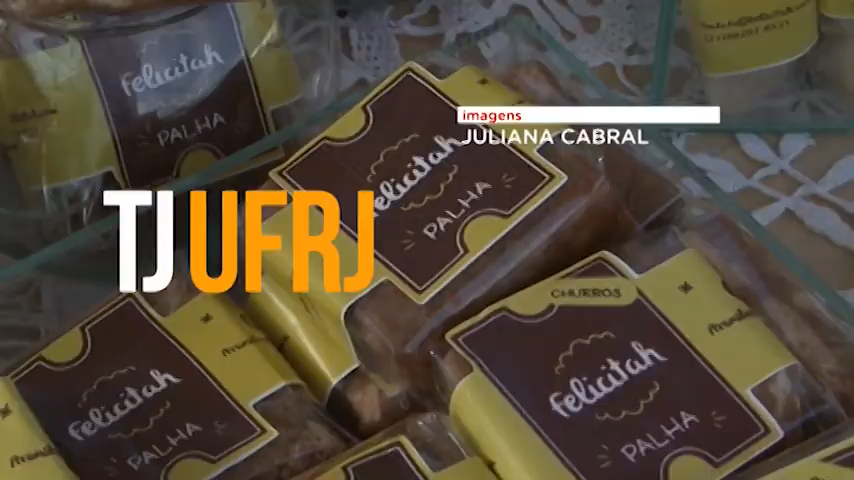 felicitah
PALHA
imagens
JULIANA CABRAL
felicitah
PALHA
TJ UFRJ
CHURROS
felicitah
PALHA
felicitah
PALHA